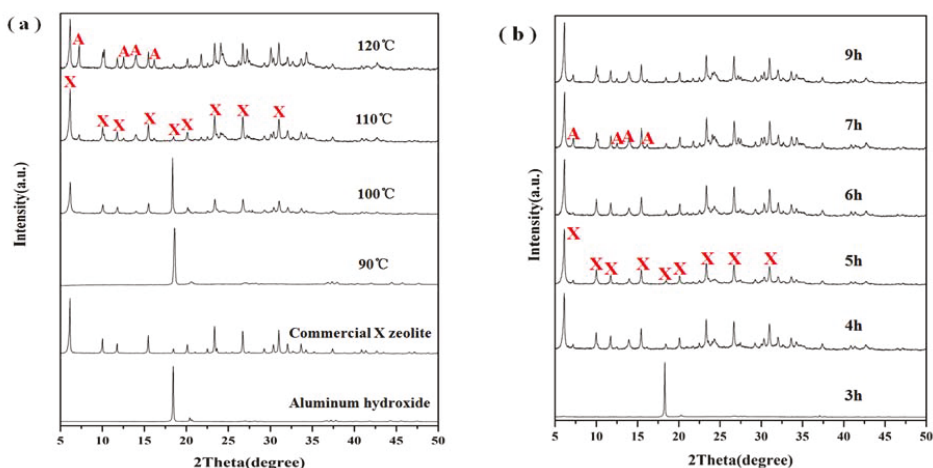 ( a )
A
120℃
A
A
A
X
110℃
X
X
X
X
X
X
X
X
100℃
90℃
Commercial X zeolite
Aluminum hydroxide
Intensity(a.u.)
5 10 15 20 25 30 35 40 45 50
2Theta(degree)
( b )
9h
7h
A
A
A
A
6h
X
5h
X
X
X
X
X
X
X
X
4h
3h
Intensity(a.u.)
5 10 15 20 25 30 35 40 45 50
2Theta(degree)